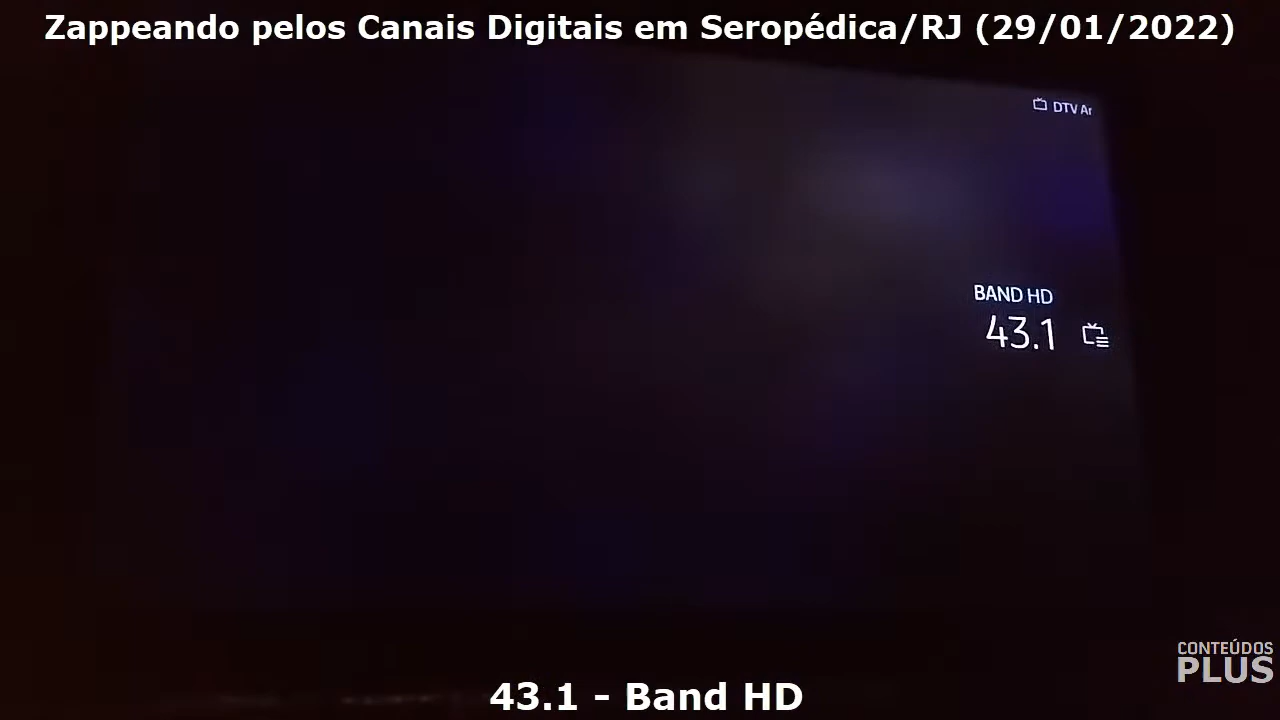 Zappeando pelos Canais Digitais em Seropédica/RJ (29/01/2022)
DTV Ar
BAND HD
43.1
CONTEÚDOS
PLUS
43.1 - Band HD